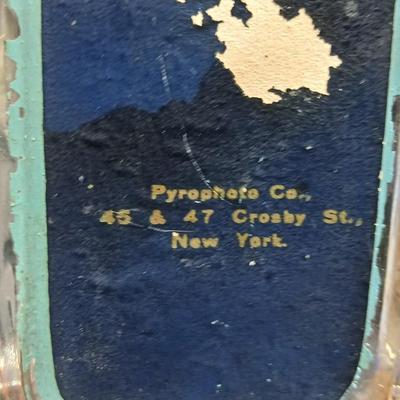 Pyrophoto Co.,
45 & 47 Crosby St.,
New York.